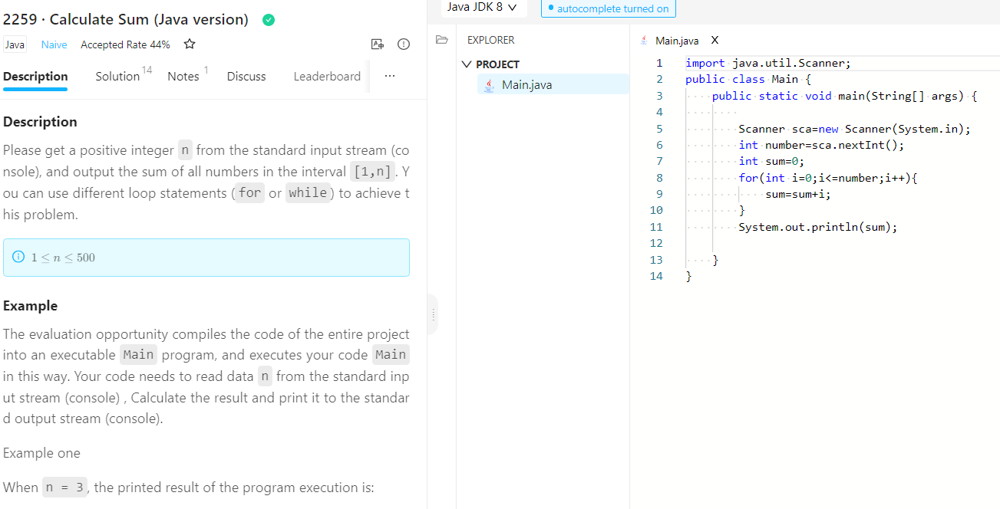 2259 · Calculate Sum (Java version)
Java Naive Accepted Rate 44%
Description Solution 14 Notes 1 Discuss Leaderboard ...
Description
Please get a positive integer n from the standard input stream (co
nsole), and output the sum of all numbers in the interval [1,n]. Y
ou can use different loop statements (for or while) to achieve t
his problem.
1 ≤ n ≤ 500
Example
The evaluation opportunity compiles the code of the entire project
into an executable Main program, and executes your code Main
in this way. Your code needs to read data n from the standard inp
ut stream (console) , Calculate the result and print it to the standar
d output stream (console).
Example one
When n = 3, the printed result of the program execution is:
Java JDK 8
autocomplete turned on
EXPLORER
PROJECT
Main.java
Main.java X
1 import java.util.Scanner;
2 public class Main {
3 public static void main(String[] args) {
4
5 Scanner sca=new Scanner(System.in);
6 int number=sca.nextInt();
7 int sum=0;
8 for(int i=0;i<=number;i++){
9 sum=sum+i;
10 }
11 System.out.println(sum);
12
13 }
14 }